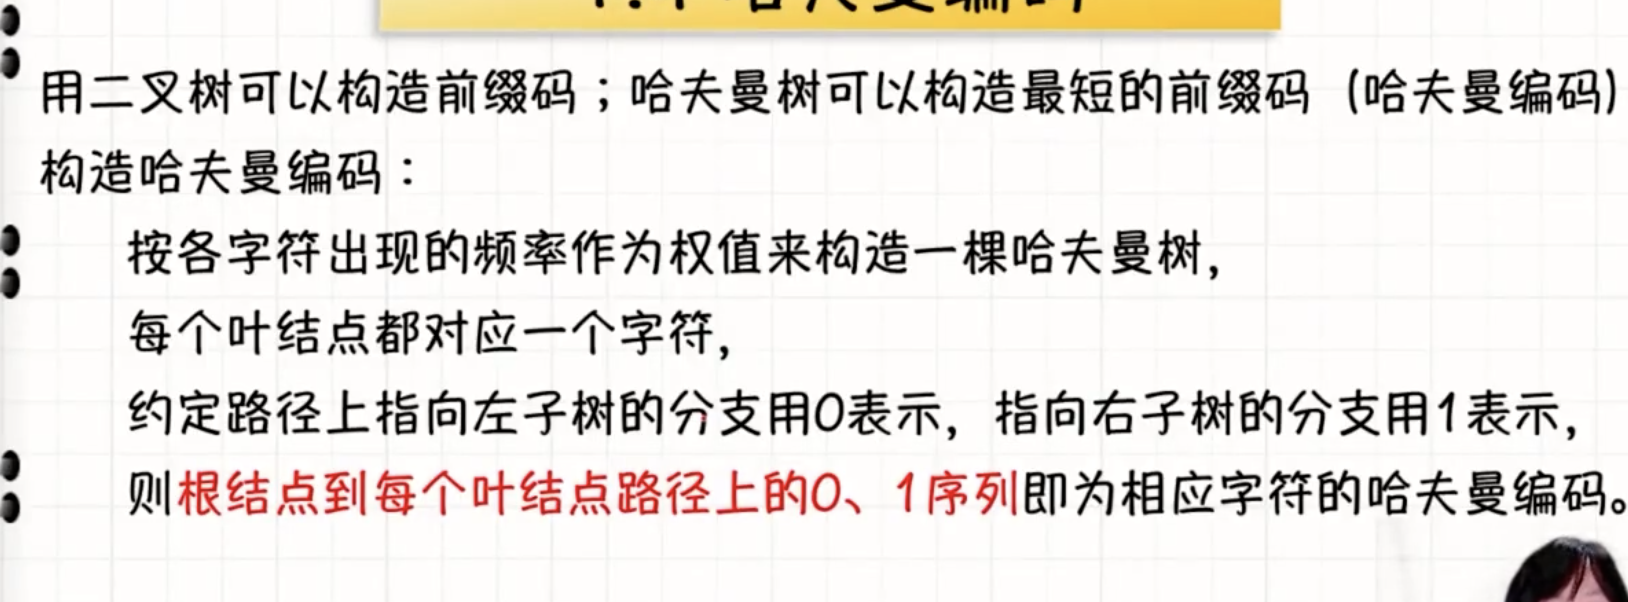 哈夫曼编码
用二叉树可以构造前缀码；哈夫曼树可以构造最短的前缀码（哈夫曼编码）
构造哈夫曼编码：
按各字符出现的频率作为权值来构造一棵哈夫曼树，
每个叶结点都对应一个字符，
约定路径上指向左子树的分支用0表示，指向右子树的分支用1表示，
则根结点到每个叶结点路径上的0、1序列即为相应字符的哈夫曼编码。